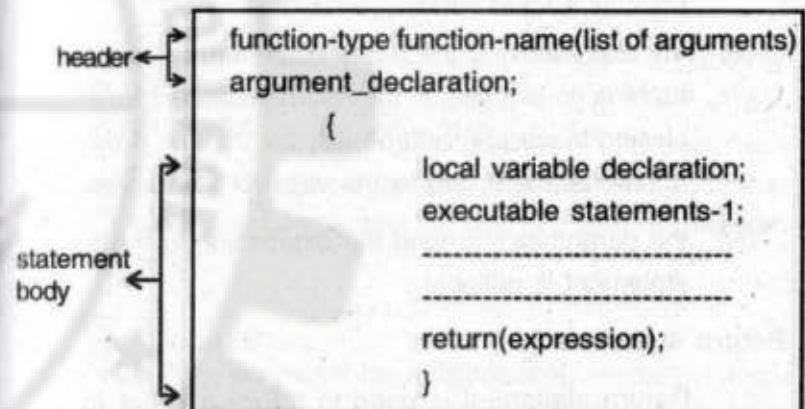 function-type function-name(list of arguments)
header
argument_declaration;
{
local variable declaration;
executable statements-1;
statement
body
return(expression);
}